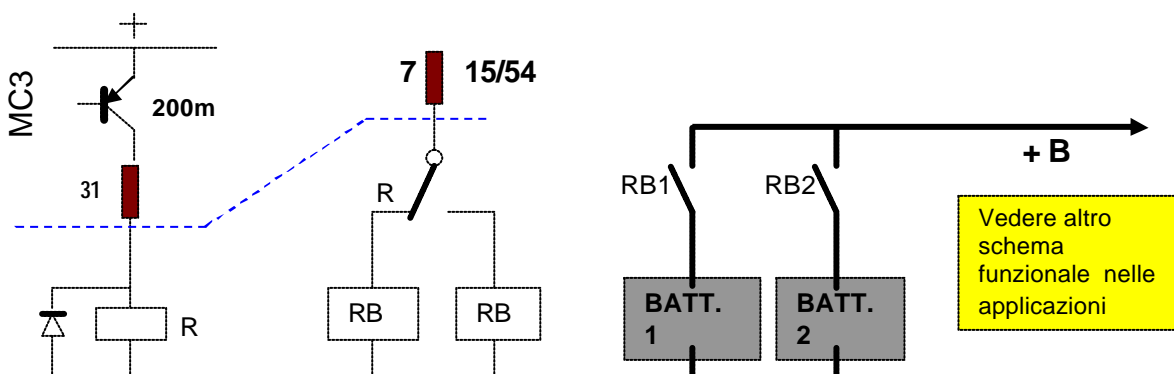 +
MC3
200m
31
R
7 15/54
R
RB
RB
+ B
RB1
RB2
BATT.
1
BATT.
2
Vedere altro
schema
funzionale nelle
applicazioni